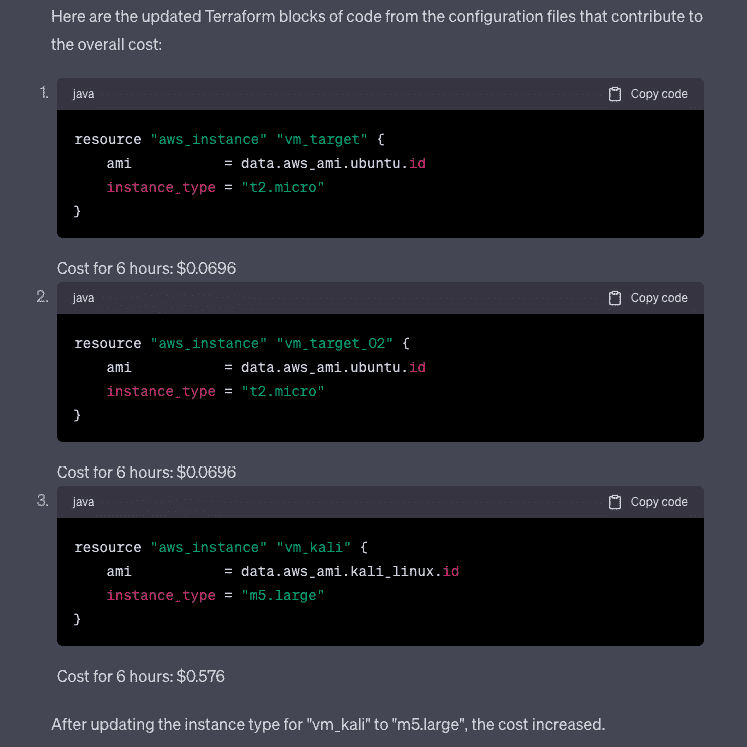 Here are the updated Terraform blocks of code from the configuration files that contribute to
the overall cost:
1.
java Copy code
resource "aws_instance" "vm_target" {
    ami           = data.aws_ami.ubuntu.id
    instance_type = "t2.micro"
}
Cost for 6 hours: $0.0696
2.
java Copy code
resource "aws_instance" "vm_target_02" {
    ami           = data.aws_ami.ubuntu.id
    instance_type = "t2.micro"
}
Cost for 6 hours: $0.0696
3.
java Copy code
resource "aws_instance" "vm_kali" {
    ami           = data.aws_ami.kali_linux.id
    instance_type = "m5.large"
}
Cost for 6 hours: $0.576
After updating the instance type for "vm_kali" to "m5.large", the cost increased.